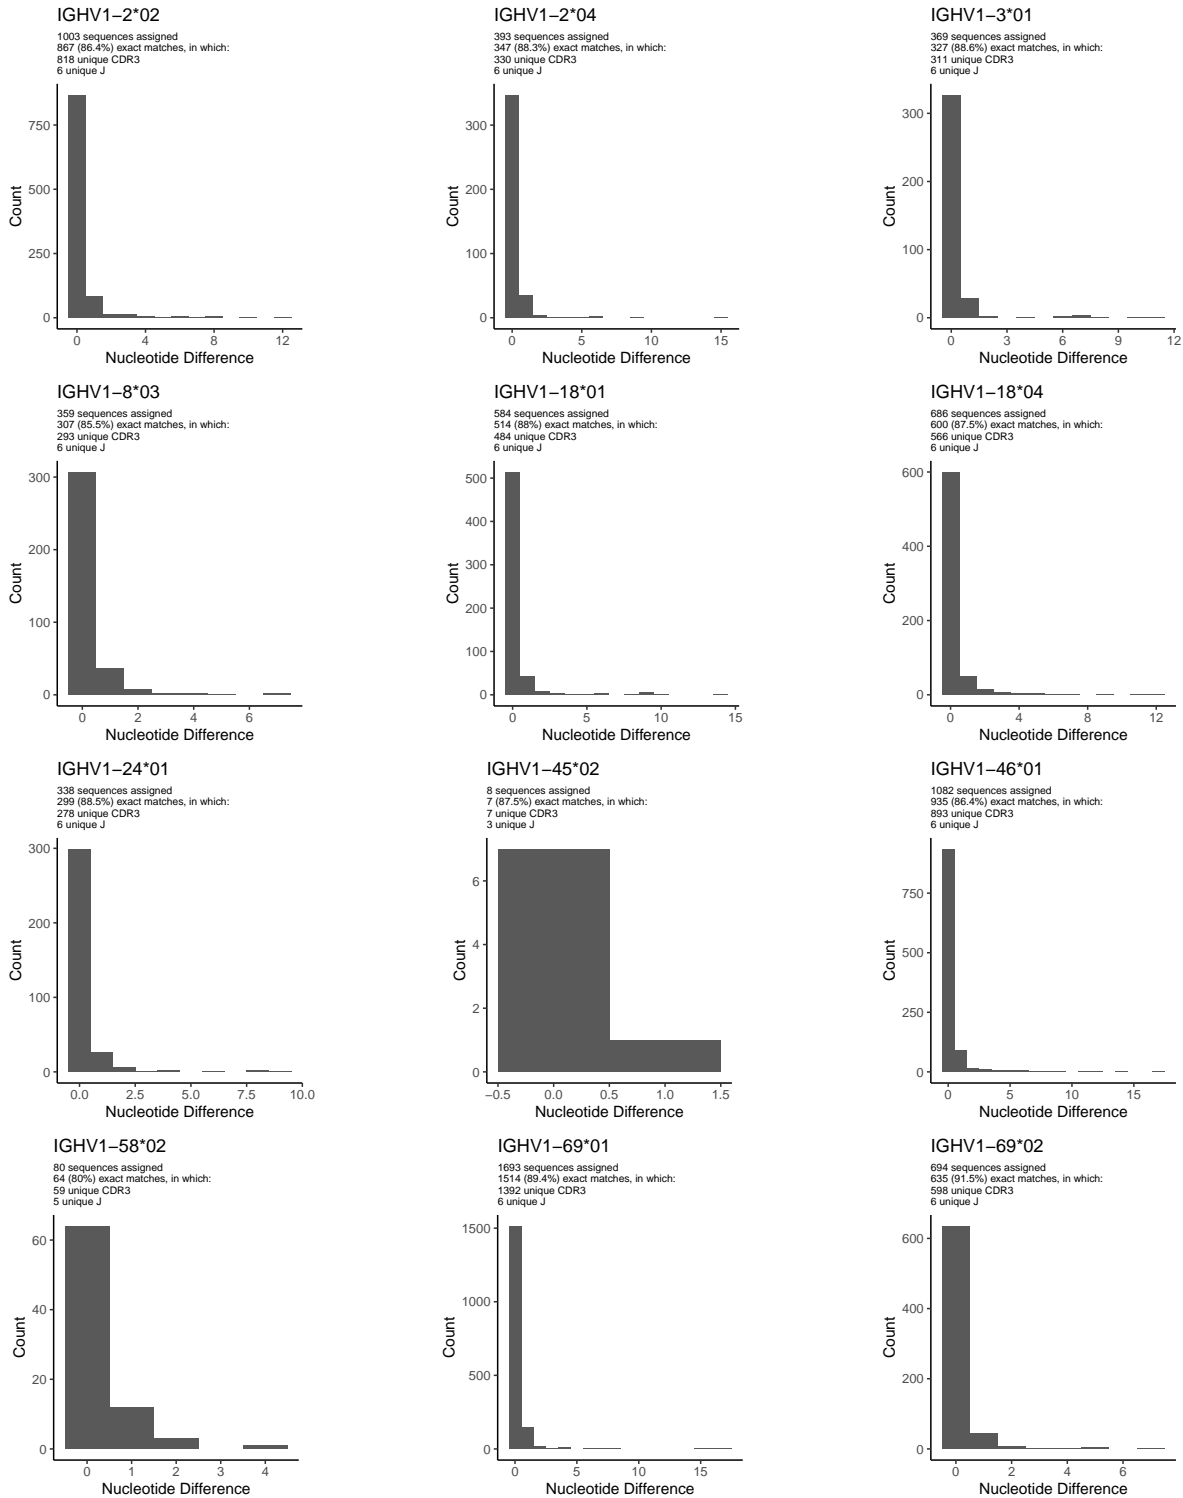 IGHV1−2*02
1003 sequences assigned
867 (86.4%) exact matches, in which:
818 unique CDR3
6 unique J
750
500
250
0
Count
0 4 8 12
Nucleotide Difference
IGHV1−2*04
393 sequences assigned
347 (88.3%) exact matches, in which:
330 unique CDR3
6 unique J
300
200
100
0
Count
0 5 10 15
Nucleotide Difference
IGHV1−3*01
369 sequences assigned
327 (88.6%) exact matches, in which:
311 unique CDR3
6 unique J
300
200
100
0
Count
0 3 6 9 12
Nucleotide Difference
IGHV1−8*03
359 sequences assigned
307 (85.5%) exact matches, in which:
293 unique CDR3
6 unique J
300
200
100
0
Count
0 2 4 6
Nucleotide Difference
IGHV1−18*01
584 sequences assigned
514 (88%) exact matches, in which:
484 unique CDR3
6 unique J
500
400
300
200
100
0
Count
0 5 10 15
Nucleotide Difference
IGHV1−18*04
686 sequences assigned
600 (87.5%) exact matches, in which:
566 unique CDR3
6 unique J
600
400
200
0
Count
0 4 8 12
Nucleotide Difference
IGHV1−24*01
338 sequences assigned
299 (88.5%) exact matches, in which:
278 unique CDR3
6 unique J
300
200
100
0
Count
0.0 2.5 5.0 7.5 10.0
Nucleotide Difference
IGHV1−45*02
8 sequences assigned
7 (87.5%) exact matches, in which:
7 unique CDR3
3 unique J
6
4
2
0
Count
−0.5 0.0 0.5 1.0 1.5
Nucleotide Difference
IGHV1−46*01
1082 sequences assigned
935 (86.4%) exact matches, in which:
893 unique CDR3
6 unique J
750
500
250
0
Count
0 5 10 15
Nucleotide Difference
IGHV1−58*02
80 sequences assigned
64 (80%) exact matches, in which:
59 unique CDR3
5 unique J
60
40
20
0
Count
0 1 2 3 4
Nucleotide Difference
IGHV1−69*01
1693 sequences assigned
1514 (89.4%) exact matches, in which:
1392 unique CDR3
6 unique J
1500
1000
500
0
Count
0 5 10 15
Nucleotide Difference
IGHV1−69*02
694 sequences assigned
635 (91.5%) exact matches, in which:
598 unique CDR3
6 unique J
600
400
200
0
Count
0 2 4 6
Nucleotide Difference